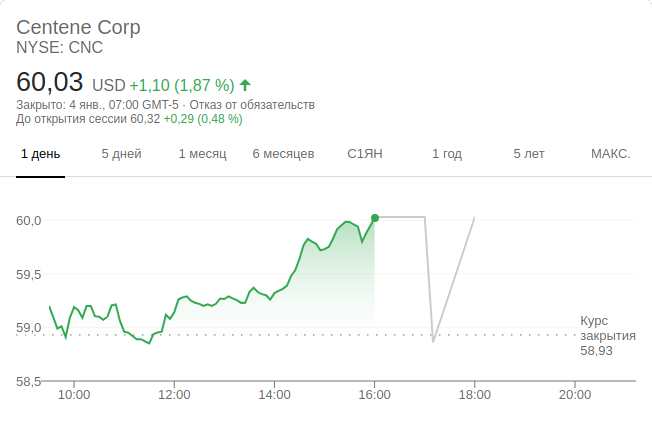 Centene Corp
NYSE: CNC
60,03 USD +1,10 (1,87 %)
Закрыто: 4 янв., 07:00 GMT-5 · Отказ от обязательств
До открытия сессии 60,32 +0,29 (0,48 %)
1 день 5 дней 1 месяц 6 месяцев С1ЯН 1 год 5 лет МАКС.
60,0
59,5
59,0
58,5
Курс
закрытия
58,93
10:00 12:00 14:00 16:00 18:00 20:00